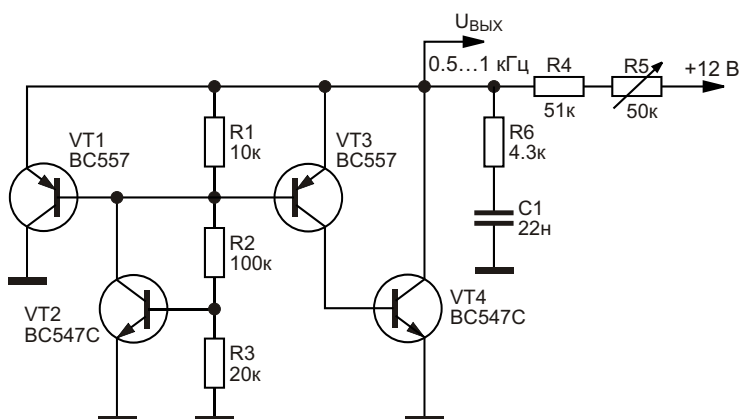 UВЫХ
0.5...1 кГц
R4
51к
R5
50к
+12 В
VT1
BC557
R1
10к
VT3
BC557
R6
4.3к
C1
22н
R2
100к
VT2
BC547C
R3
20к
VT4
BC547C